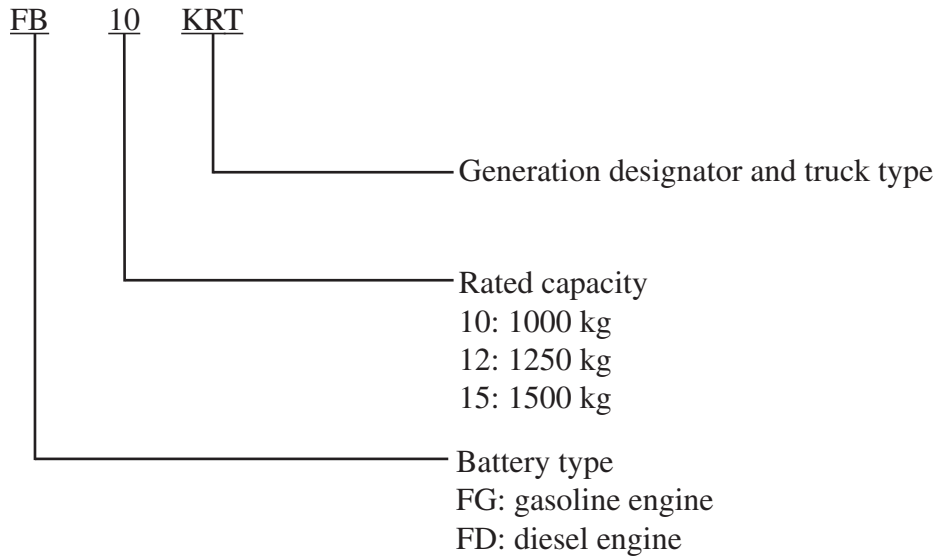 FB 10 KRT
Generation designator and truck type
Rated capacity
10: 1000 kg
12: 1250 kg
15: 1500 kg
Battery type
FG: gasoline engine
FD: diesel engine